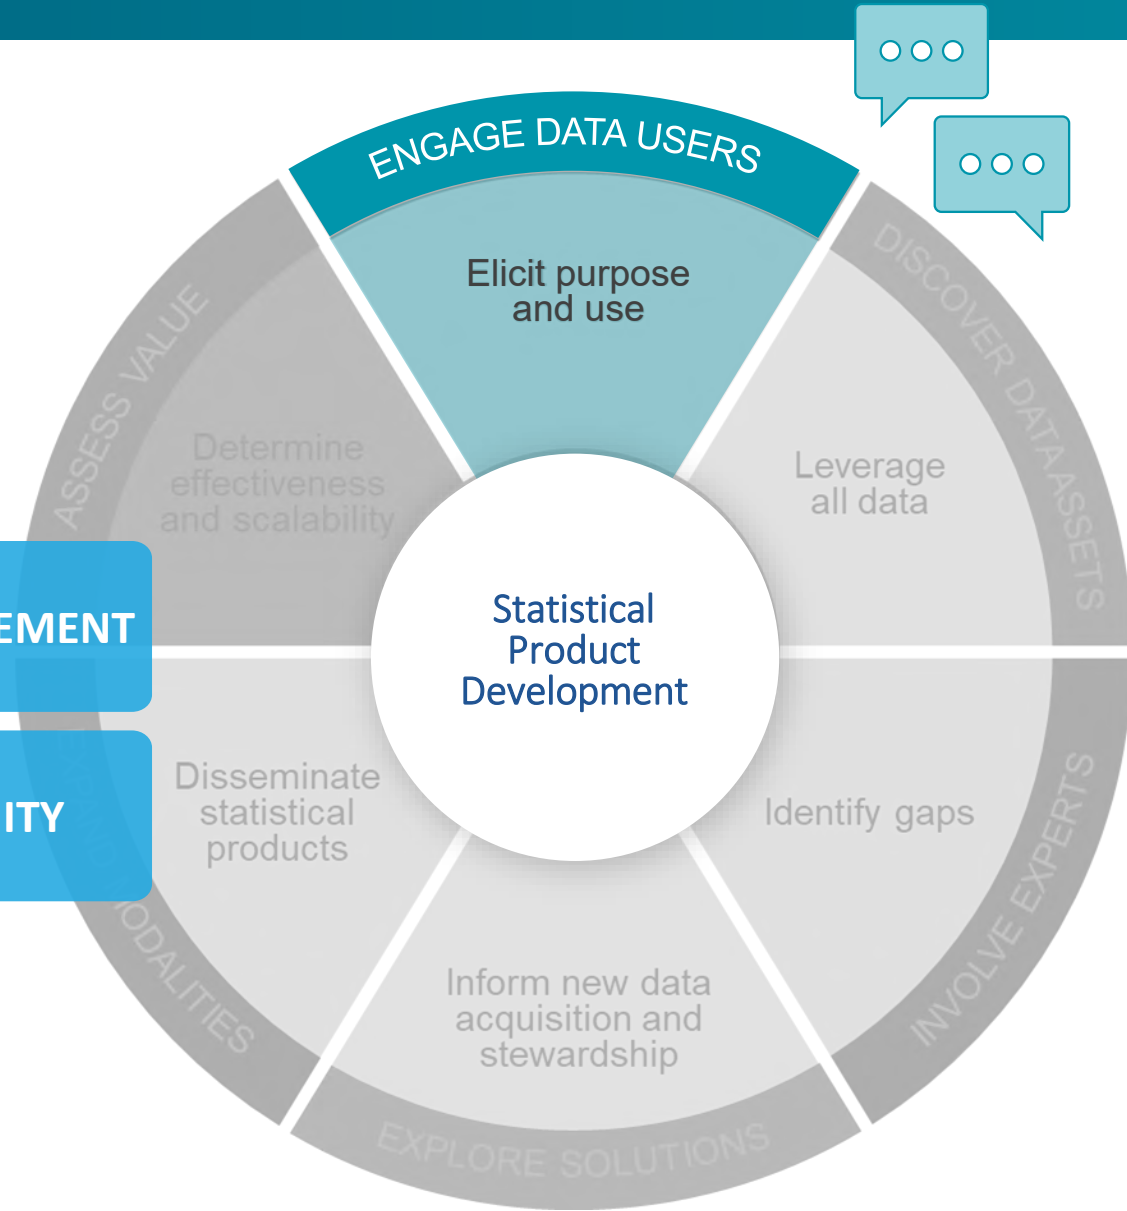 ENGAGE DATA USERS
Elicit purpose
and use
DISCOVER DATA ASSETS
Leverage
all data
INVOLVE EXPERTS
Identify gaps
EXPLORE SOLUTIONS
Inform new data
acquisition and
stewardship
EXPAND MODALITIES
Disseminate
statistical
products
ASSESS VALUE
Determine
effectiveness
and scalability
Statistical
Product
Development
EMENT
ITY